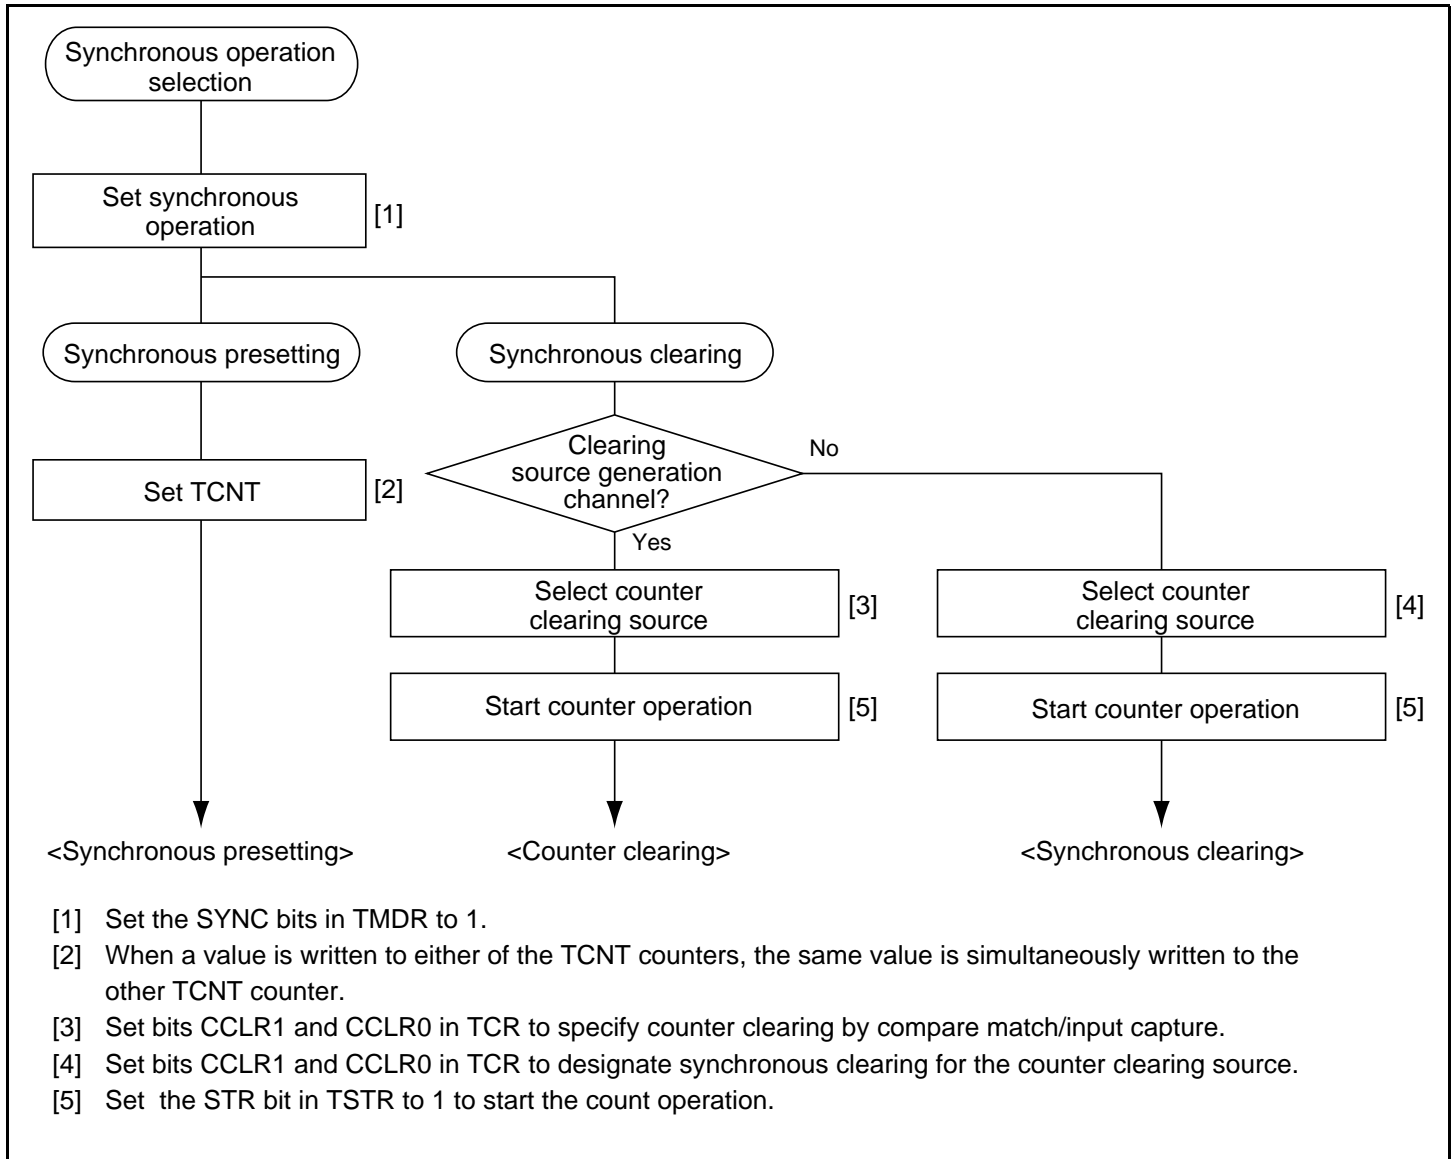 Synchronous operation
selection
Set synchronous
operation
[1]
Synchronous presetting
Synchronous clearing
Clearing
source generation
channel?
No
Set TCNT
[2]
Yes
Select counter
clearing source
[3]
Select counter
clearing source
[4]
Start counter operation
[5]
Start counter operation
[5]
<Synchronous presetting>
<Counter clearing>
<Synchronous clearing>
[1] Set the SYNC bits in TMDR to 1.
[2] When a value is written to either of the TCNT counters, the same value is simultaneously written to the
other TCNT counter.
[3] Set bits CCLR1 and CCLR0 in TCR to specify counter clearing by compare match/input capture.
[4] Set bits CCLR1 and CCLR0 in TCR to designate synchronous clearing for the counter clearing source.
[5] Set  the STR bit in TSTR to 1 to start the count operation.